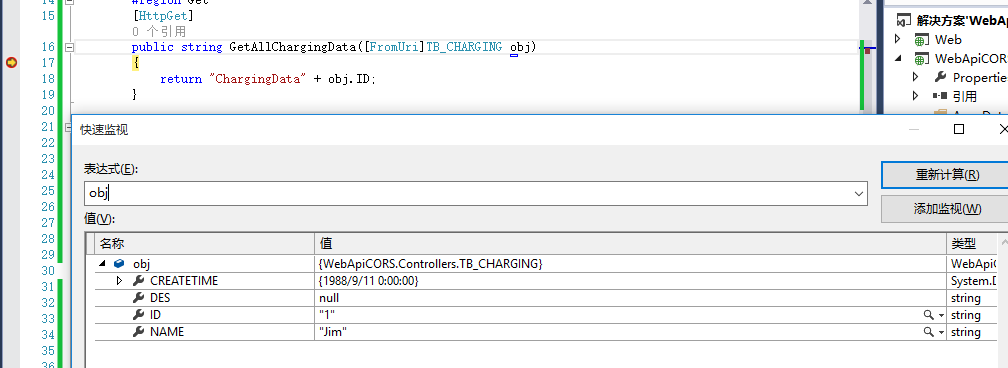 14 #region Get
15 [HttpGet]
0 个引用
16 public string GetAllChargingData([FromUri]TB_CHARGING obj)
17 {
18 return "ChargingData" + obj.ID;
19 }
20
21
22
23
24
25
26
27
28
29
30
31
32
33
34
35
36
解决方案'WebAp
Web
WebApiCORS
Properties
引用
快速监视
表达式(E):
obj
重新计算(R)
添加监视(W)
值(V):
名称 值 类型
obj {WebApiCORS.Controllers.TB_CHARGING} WebApiC
CREATETIME {1988/9/11 0:00:00} System.D
DES null string
ID "1" string
NAME "Jim" string